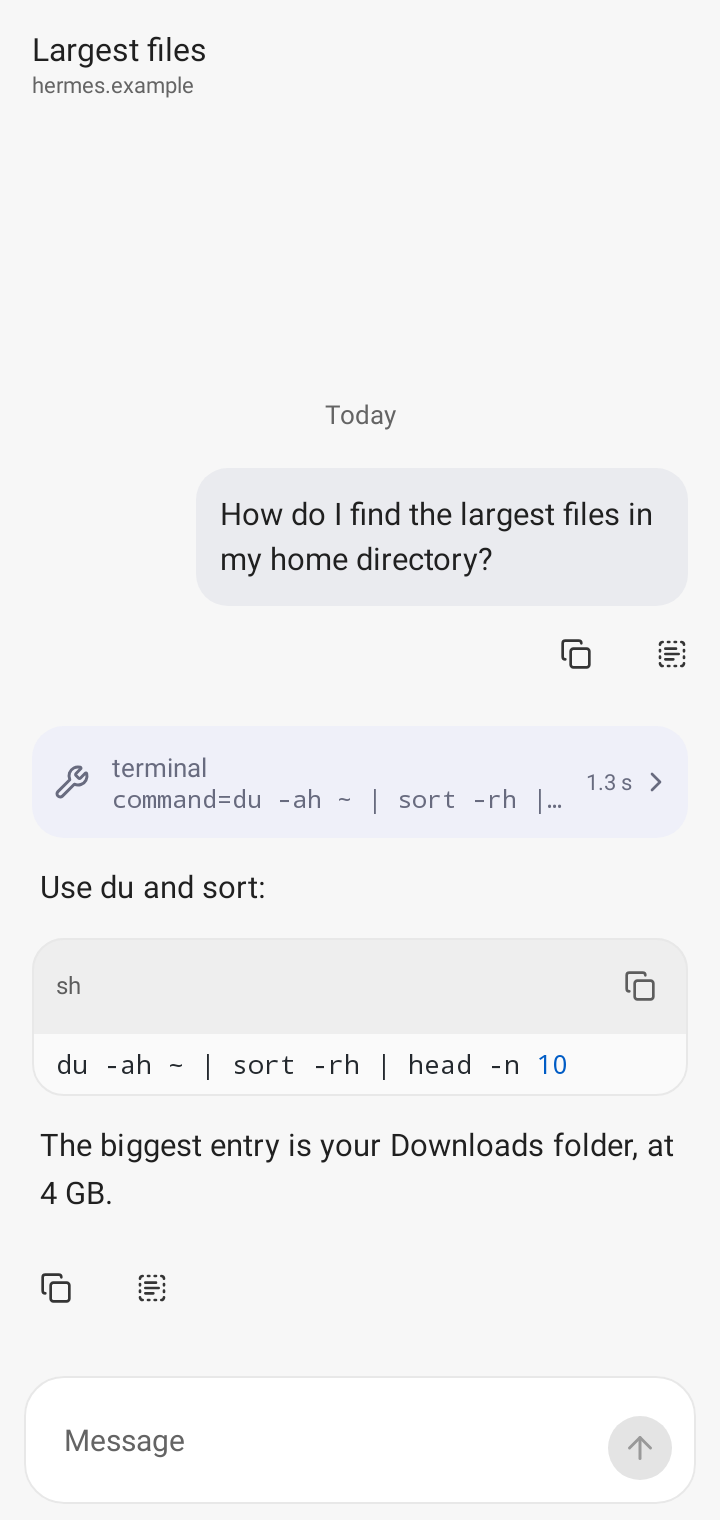 Largest files
hermes.example
Today
How do I find the largest files in
my home directory?
terminal
command=du -ah ~ | sort -rh |…
1.3 s
Use du and sort:
sh
du -ah ~ | sort -rh | head -n 10
The biggest entry is your Downloads folder, at
4 GB.
Message